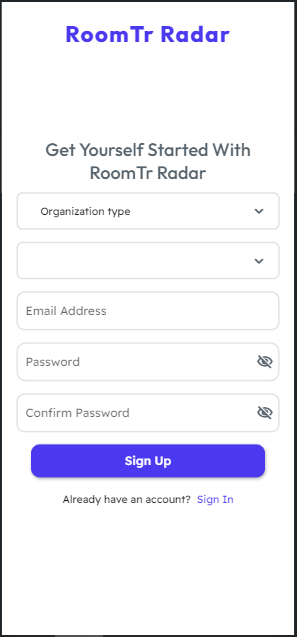 RoomTr Radar
Get Yourself Started With
RoomTr Radar
Organization type
Email Address
Password
Confirm Password
Sign Up
Already have an account? Sign In